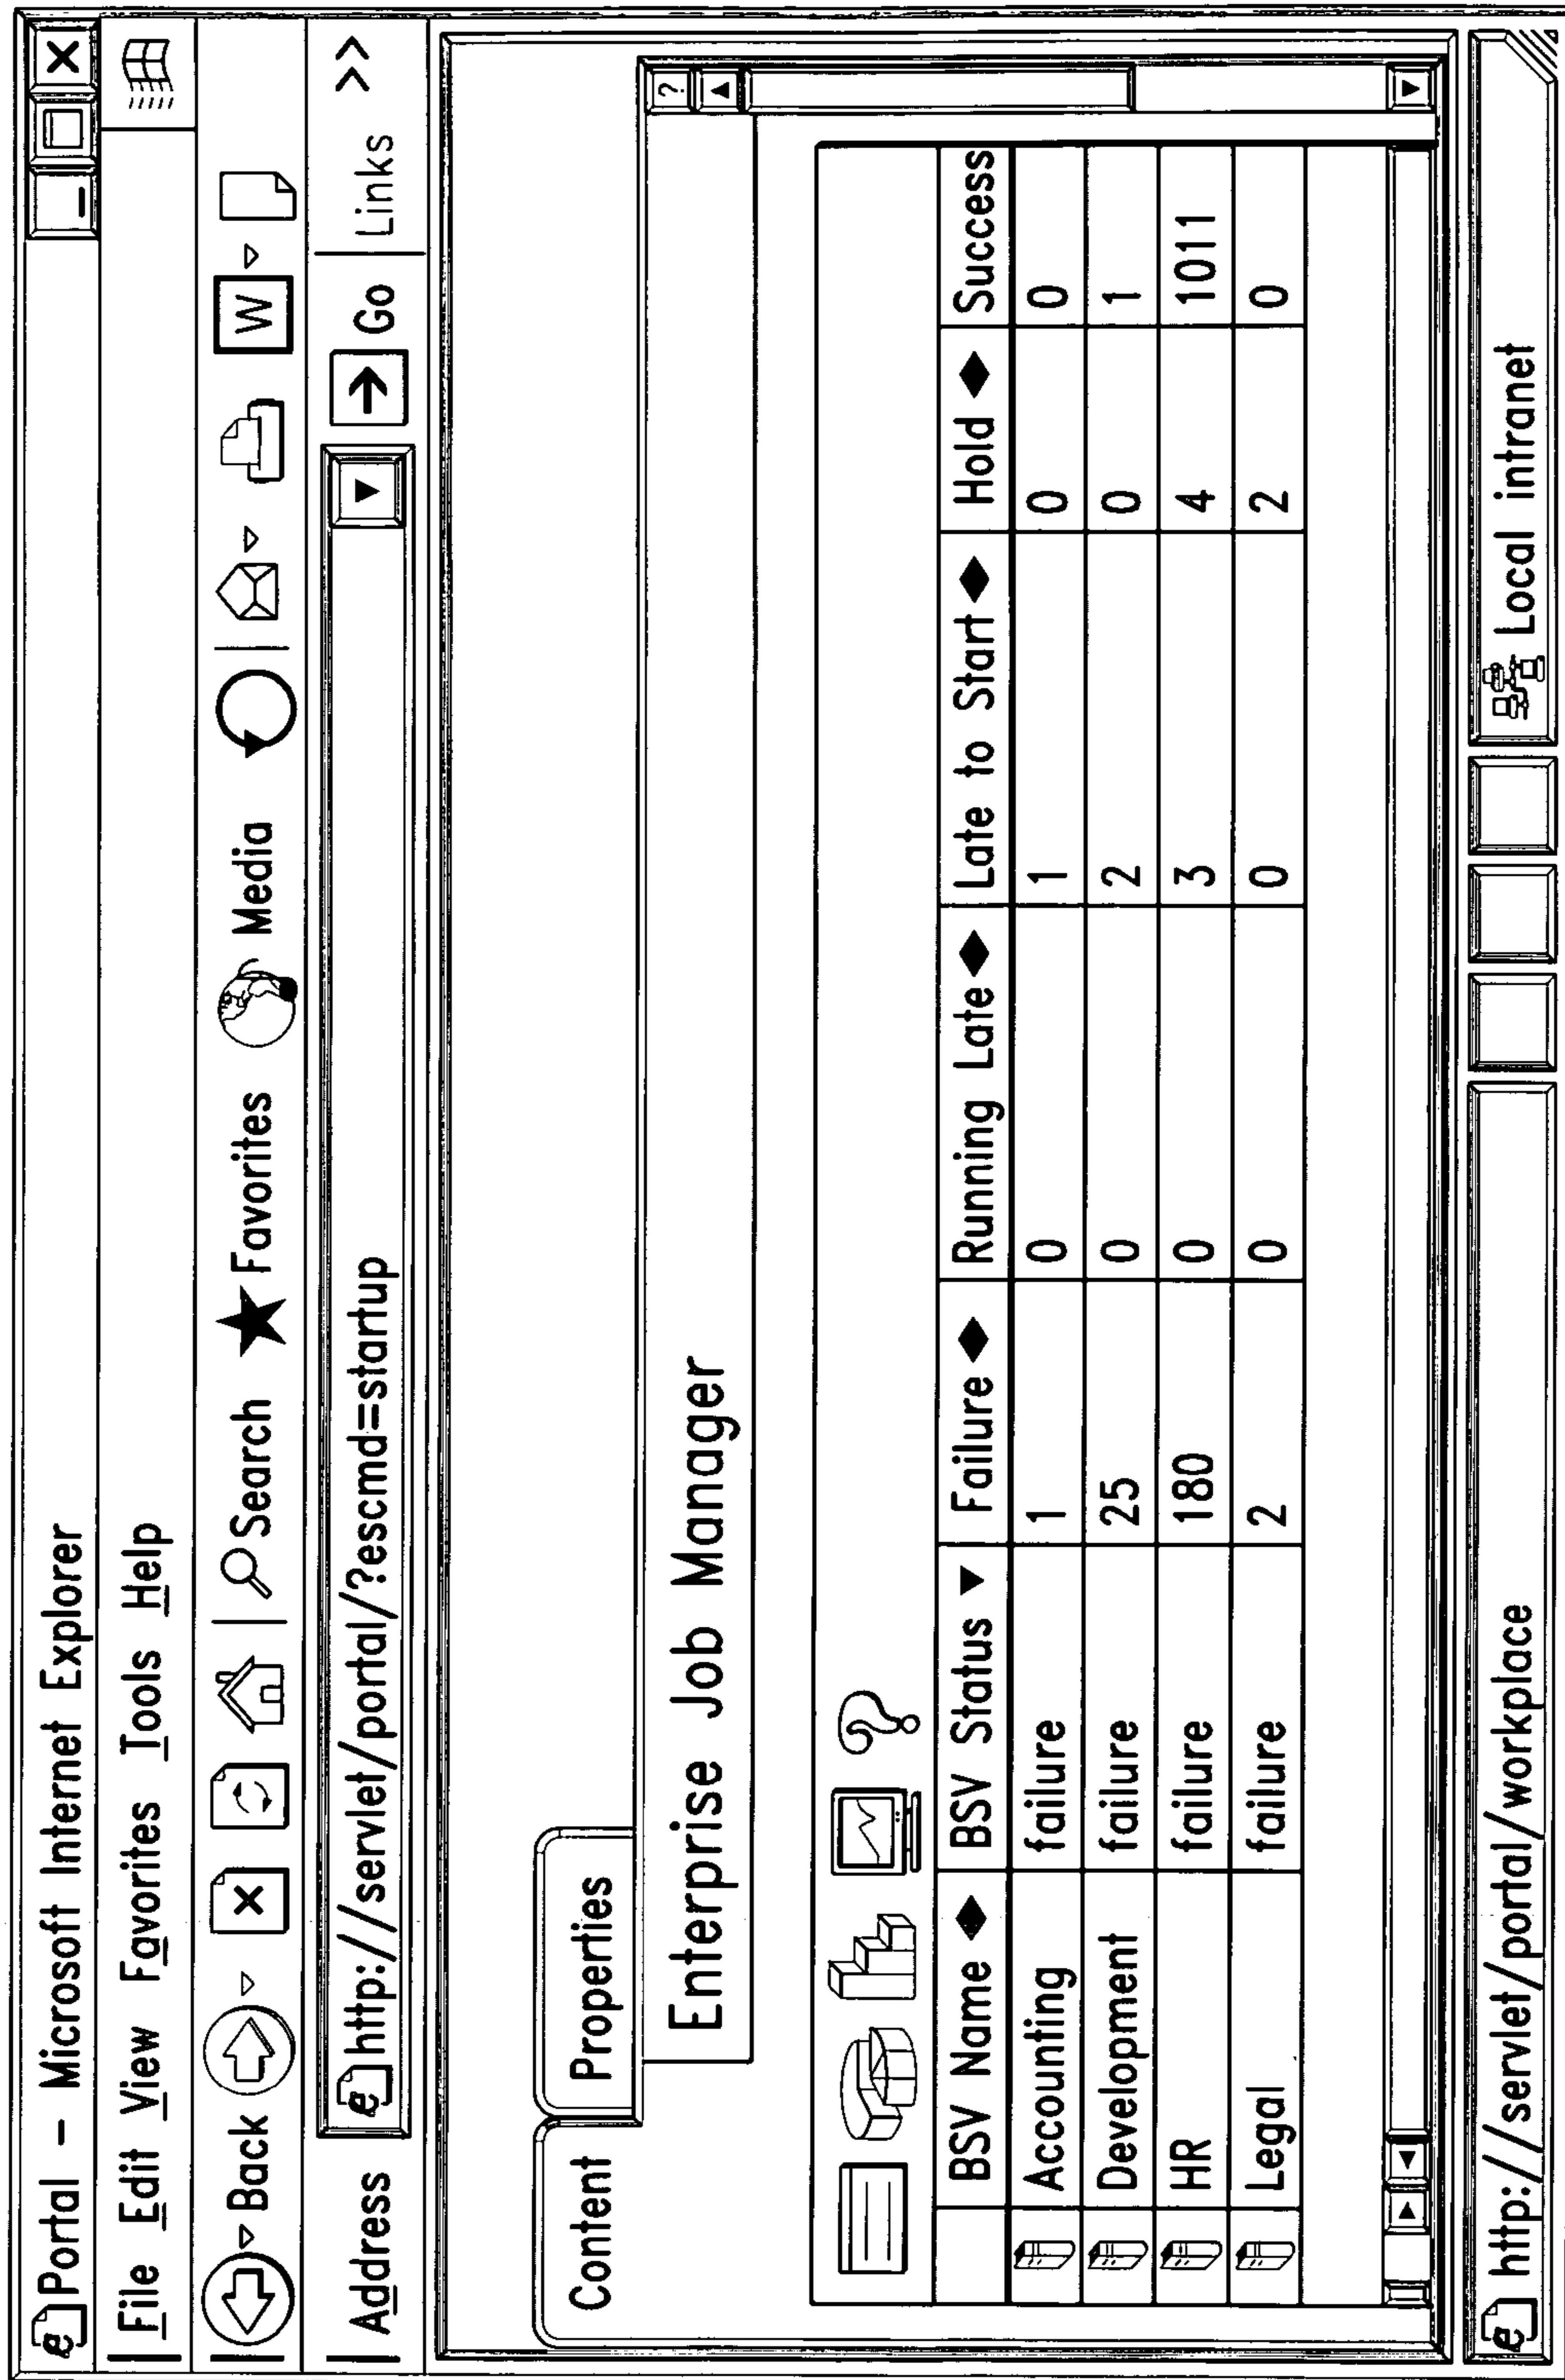 Portal – Microsoft Internet Explorer
File Edit View Favorites Tools Help
Back Search Favorites Media W
Address http://servlet/portal/?escmd=startup Go Links >>
Content Properties
Enterprise Job Manager ?
BSV Name BSV Status Failure Running Late Late to Start Hold Success
Accounting failure 1 0 1 0 0
Development failure 25 0 2 0 1
HR failure 180 0 3 4 1011
Legal failure 2 0 0 2 0
http://servlet/portal/workplace Local intranet